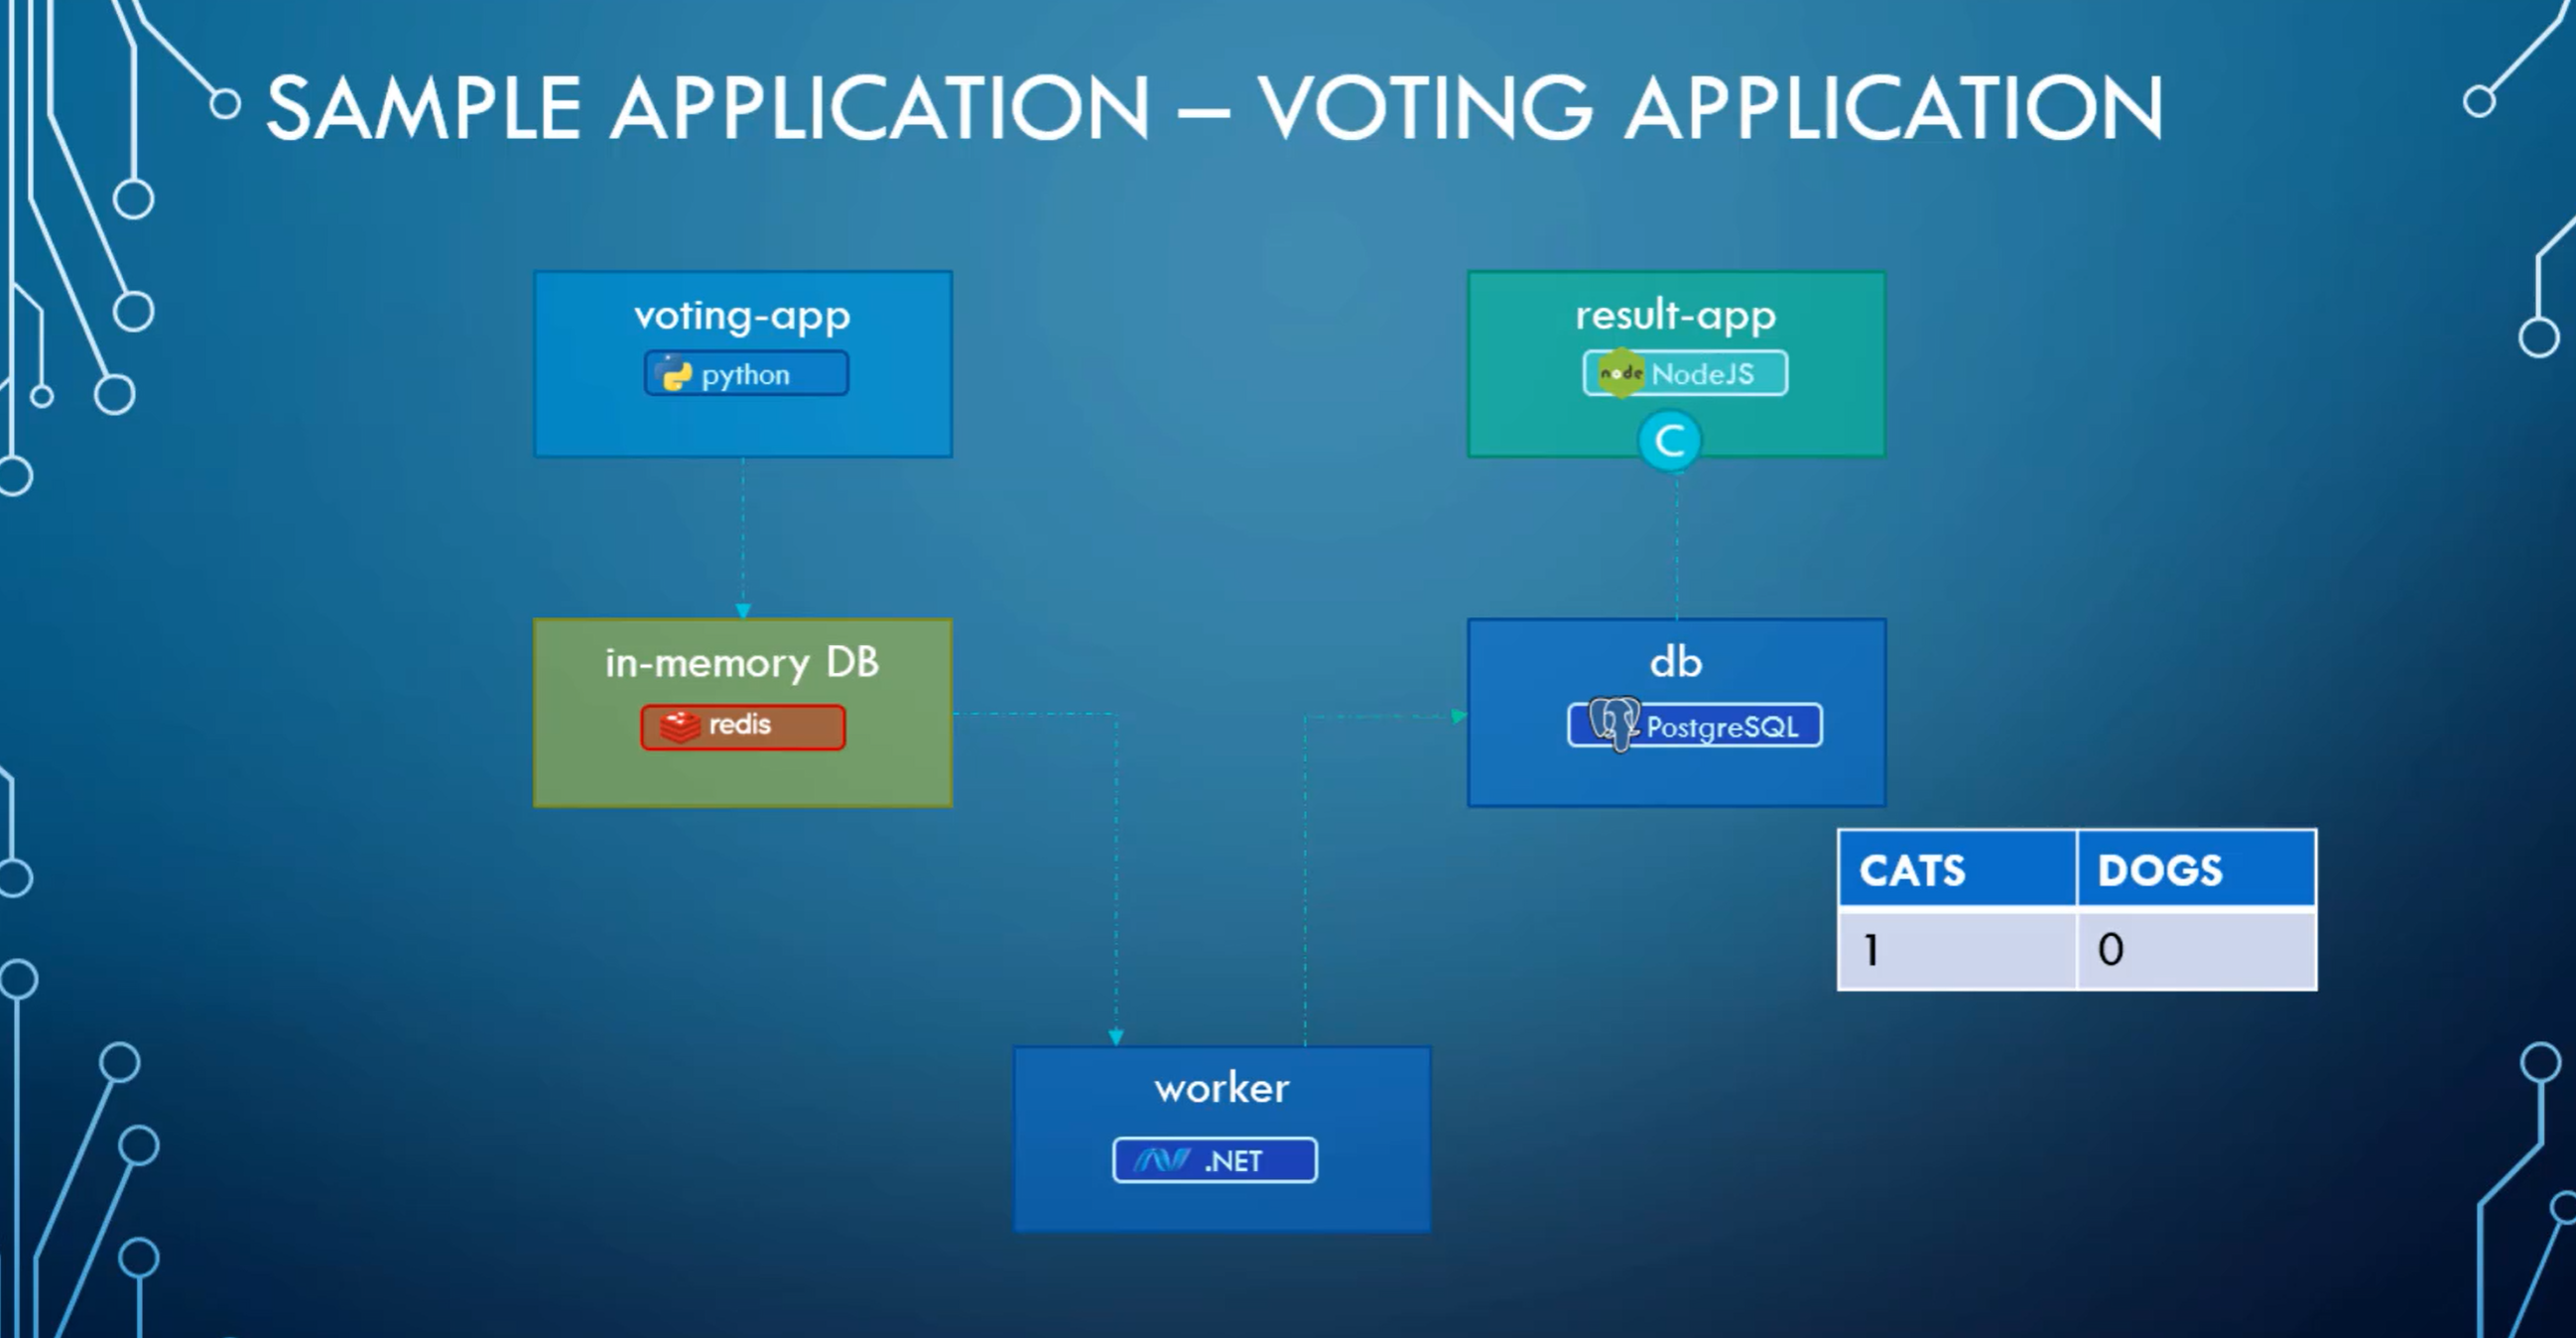 SAMPLE APPLICATION – VOTING APPLICATION
voting-app
python
result-app
node NodeJS
C
in-memory DB
redis
db
PostgreSQL
CATS DOGS
1 0
worker
.NET